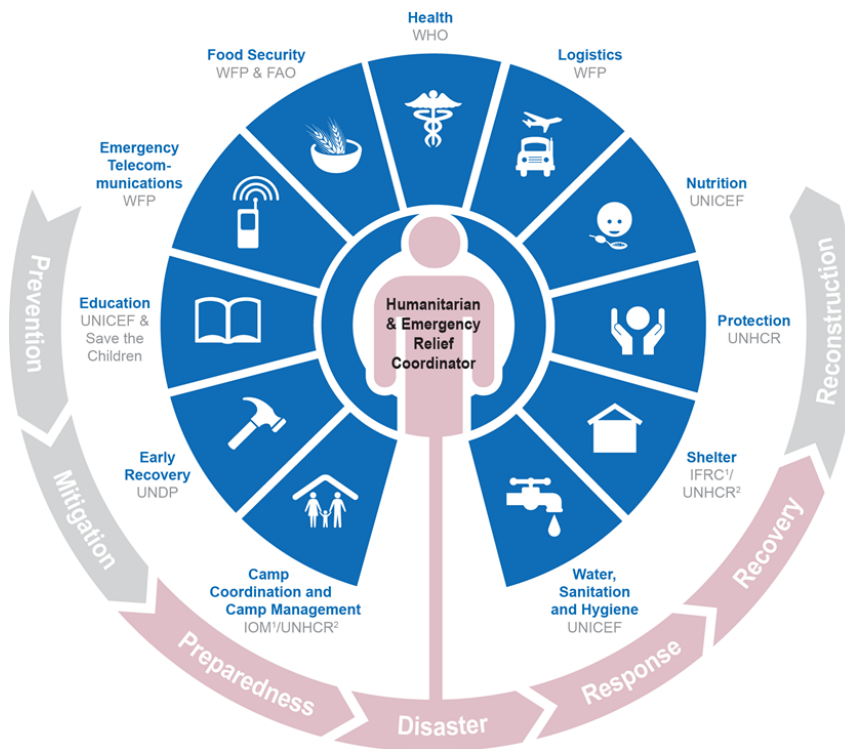 Health
WHO
Logistics
WFP
Nutrition
UNICEF
Protection
UNHCR
Shelter
IFRC¹/
UNHCR²
Water,
Sanitation
and Hygiene
UNICEF
Camp
Coordination and
Camp Management
IOM¹/UNHCR²
Early
Recovery
UNDP
Education
UNICEF &
Save the
Children
Emergency
Telecom-
munications
WFP
Food Security
WFP & FAO
Humanitarian
& Emergency
Relief
Coordinator
Prevention
Mitigation
Preparedness
Disaster
Response
Recovery
Reconstruction